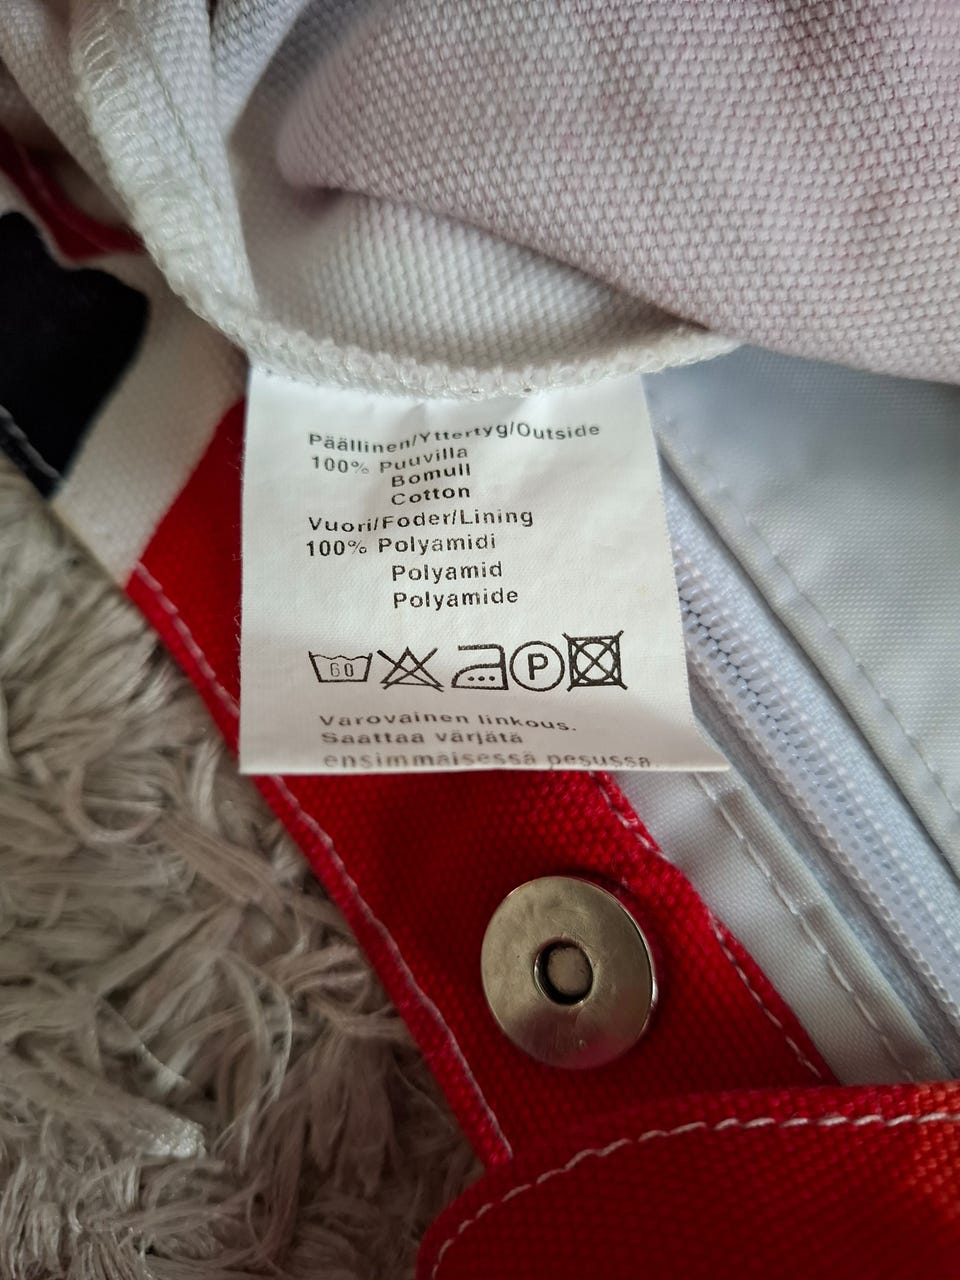 Päällinen/Yttertyg/Outside
100% Puuvilla
Bomull
Cotton
Vuori/Foder/Lining
100% Polyamidi
Polyamid
Polyamide
60 P
Varovainen linkous.
Saattaa värjätä
ensimmäisessä pesussa.